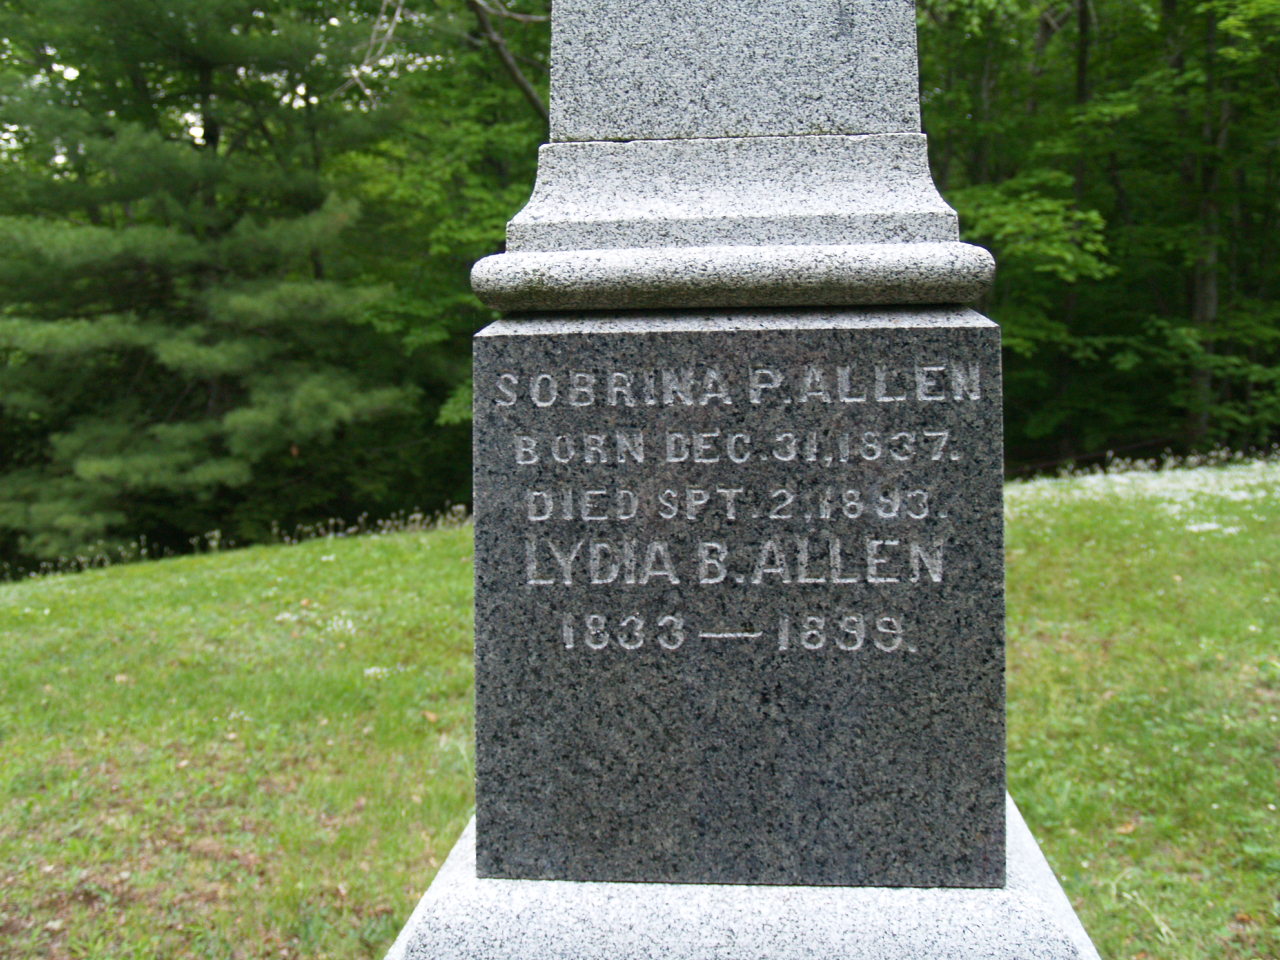 SOBRINA P. ALLEN
BORN DEC. 31, 1837.
DIED SPT. 2, 1893.
LYDIA B. ALLEN
1833 — 1899.